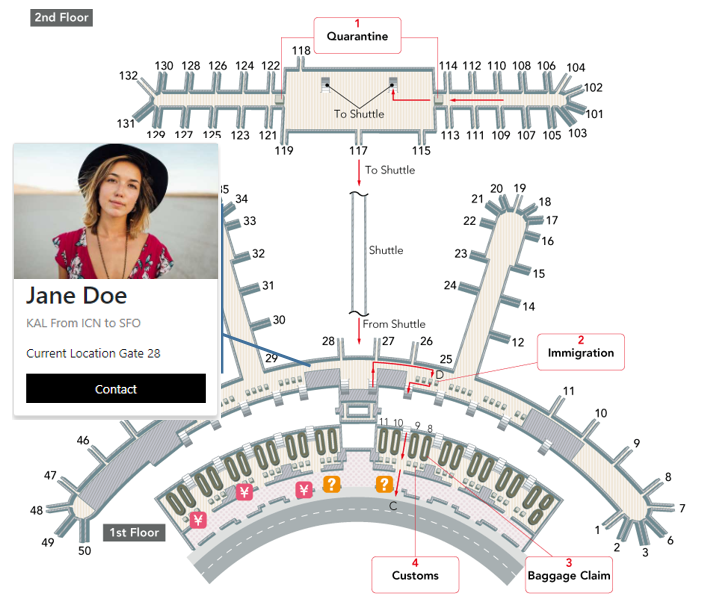 2nd Floor
1
Quarantine
118
130 128 126 124 122
114 112 110 108 106 104
132
102
To Shuttle
101
131
129 127 125 123 121
113 111 109 107 105 103
119 117 115
To Shuttle
35
34
33
32
31
30
29
20 19
21 18
22 17
16
23
15
24
14
12
Shuttle
From Shuttle
28 27 26 25
2
Immigration
D
Jane Doe
KAL From ICN to SFO
Current Location Gate 28
Contact
11
10
9
8
7
6
3
2
1
46
47
48
49
50
11 10 9 8
¥ ¥ ¥ ? ?
C
1st Floor
4
Customs
3
Baggage Claim